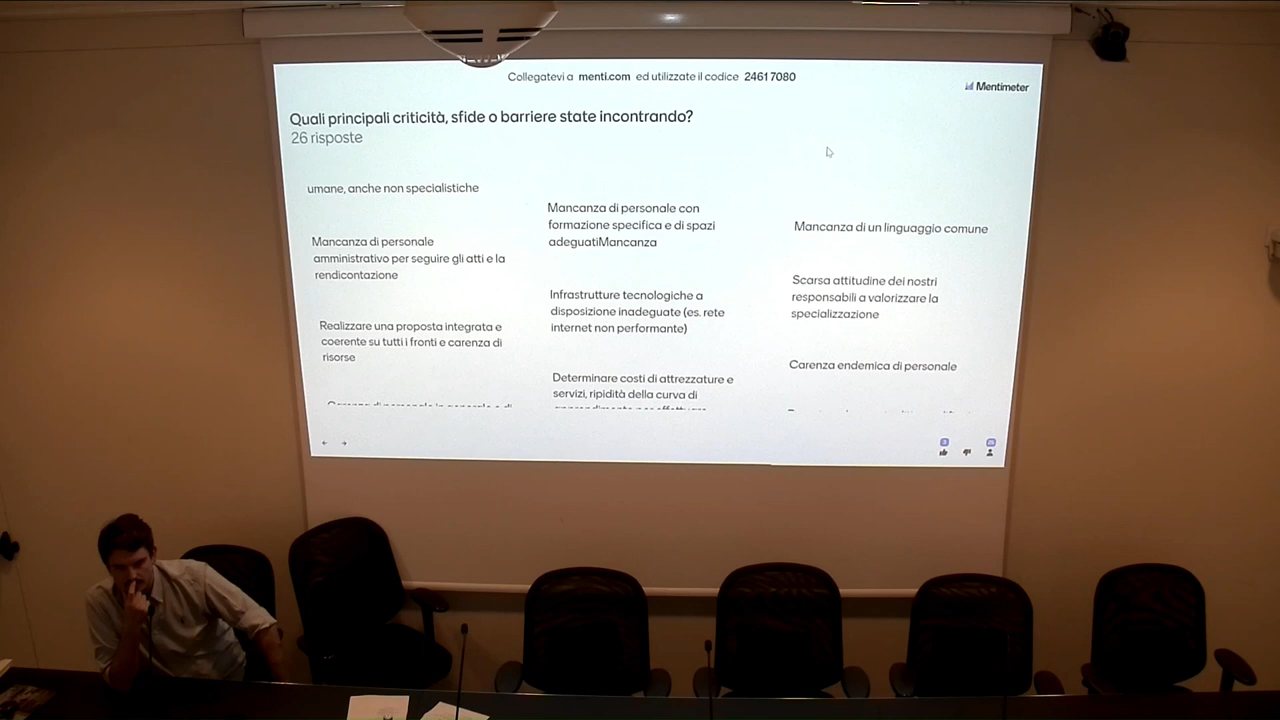 Collegatevi a menti.com ed utilizzate il codice 2461 7080
Mentimeter
Quali principali criticità, sfide o barriere state incontrando?
26 risposte
umane, anche non specialistiche
Mancanza di personale
amministrativo per seguire gli atti e la
rendicontazione
Realizzare una proposta integrata e
coerente su tutti i fronti e carenza di
risorse
Mancanza di personale con
formazione specifica e di spazi
adeguatiMancanza
Infrastrutture tecnologiche a
disposizione inadeguate (es. rete
internet non performante)
Determinare costi di attrezzature e
servizi, ripidità della curva di
Mancanza di un linguaggio comune
Scarsa attitudine dei nostri
responsabili a valorizzare la
specializzazione
Carenza endemica di personale